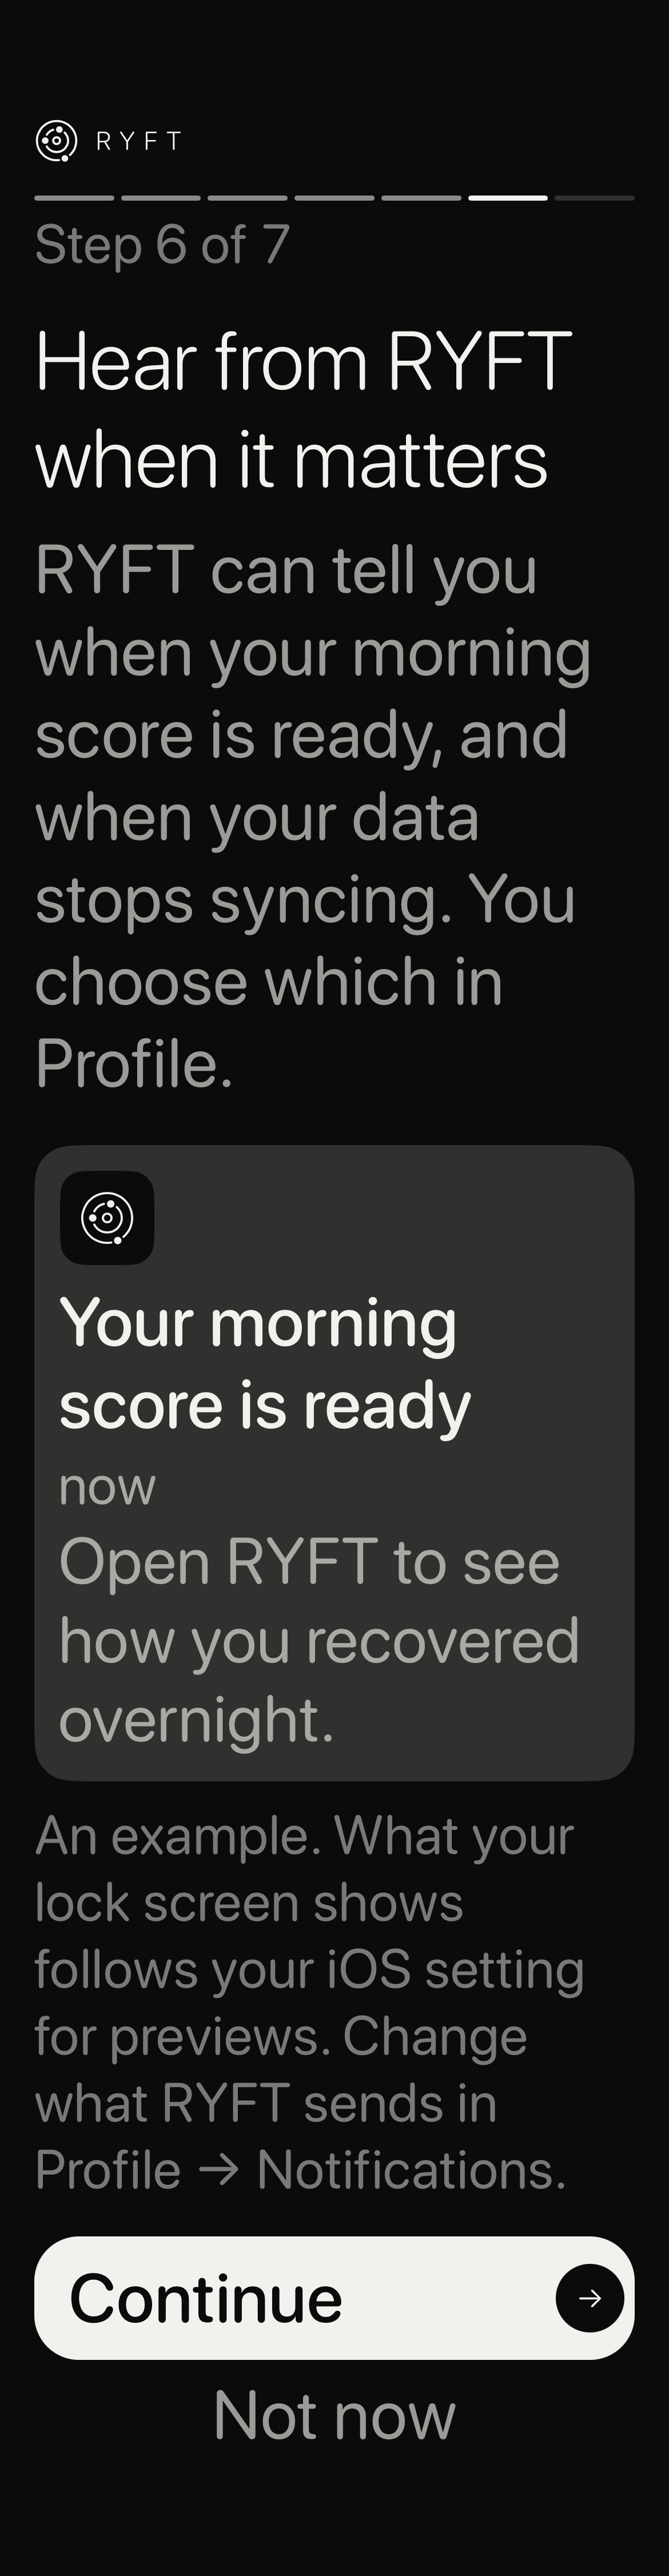 RYFT
Step 6 of 7
Hear from RYFT
when it matters
RYFT can tell you
when your morning
score is ready, and
when your data
stops syncing. You
choose which in
Profile.
Your morning
score is ready
now
Open RYFT to see
how you recovered
overnight.
An example. What your
lock screen shows
follows your iOS setting
for previews. Change
what RYFT sends in
Profile → Notifications.
Continue
Not now